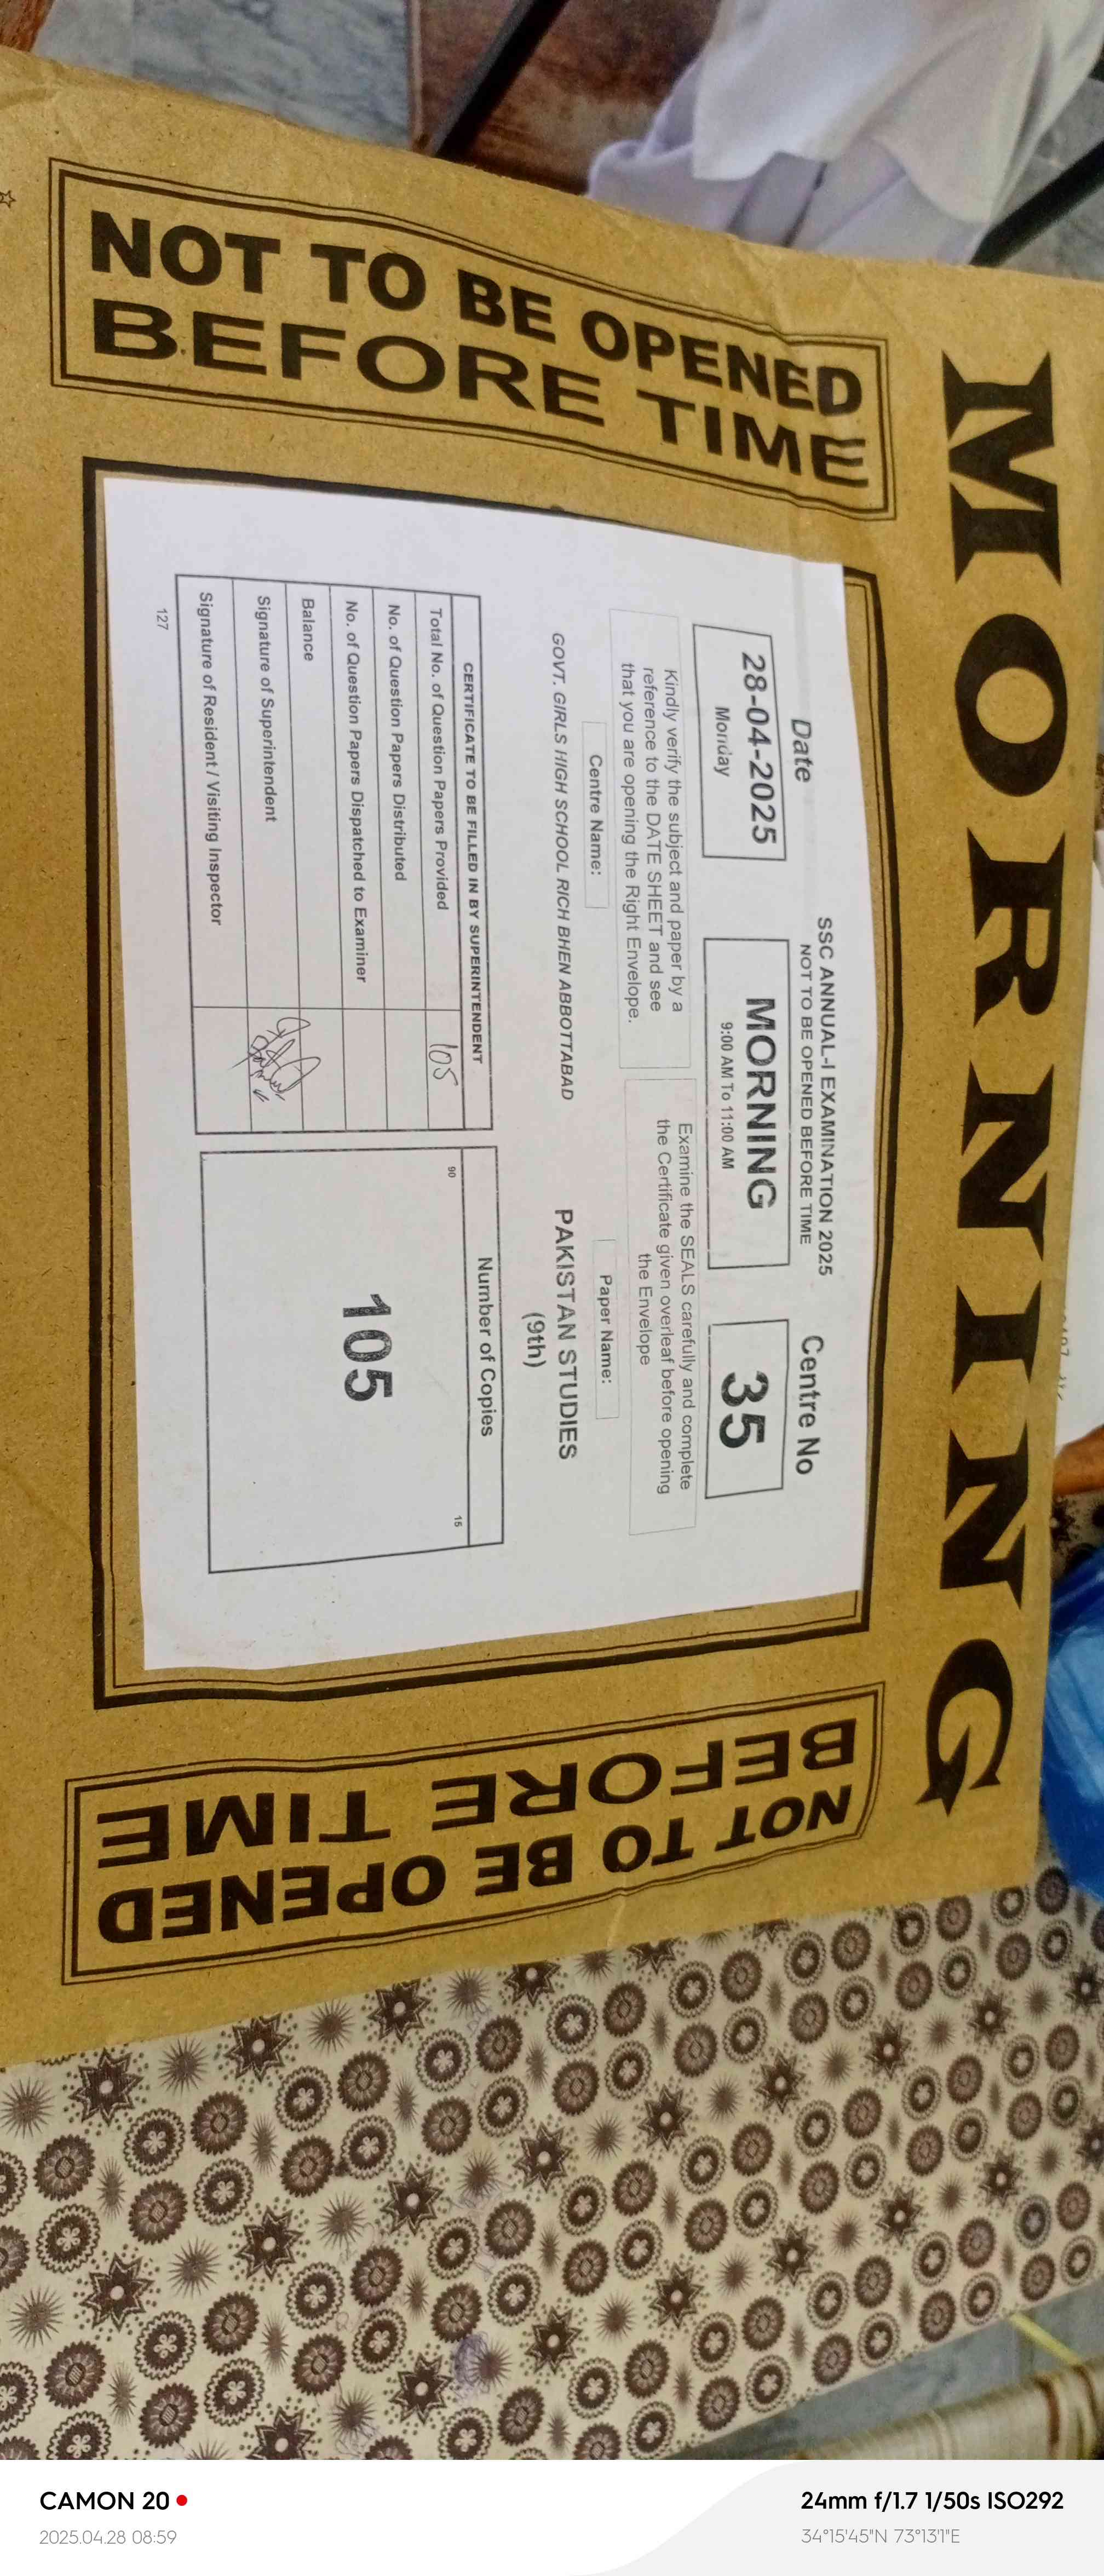 MORNING
NOT TO BE OPENED
BEFORE TIME
SSC ANNUAL-I EXAMINATION 2025
NOT TO BE OPENED BEFORE TIME
Date
28-04-2025
Monday
MORNING
9:00 AM To 11:00 AM
Centre No
35
Kindly verify the subject and paper by a
reference to the DATE SHEET and see
that you are opening the Right Envelope.
Examine the SEALS carefully and complete
the Certificate given overleaf before opening
the Envelope
Centre Name:
GOVT. GIRLS HIGH SCHOOL RICH BHEN ABBOTTABAD
Paper Name:
PAKISTAN STUDIES
(9th)
CERTIFICATE TO BE FILLED IN BY SUPERINTENDENT
Total No. of Question Papers Provided 105
No. of Question Papers Distributed
No. of Question Papers Dispatched to Examiner
Balance
Signature of Superintendent
Signature of Resident / Visiting Inspector
127
Number of Copies
90 15
105
NOT TO BE OPENED
BEFORE TIME
CAMON 20
2025.04.28 08:59
24mm f/1.7 1/50s ISO292
34°15'45"N 73°13'1"E